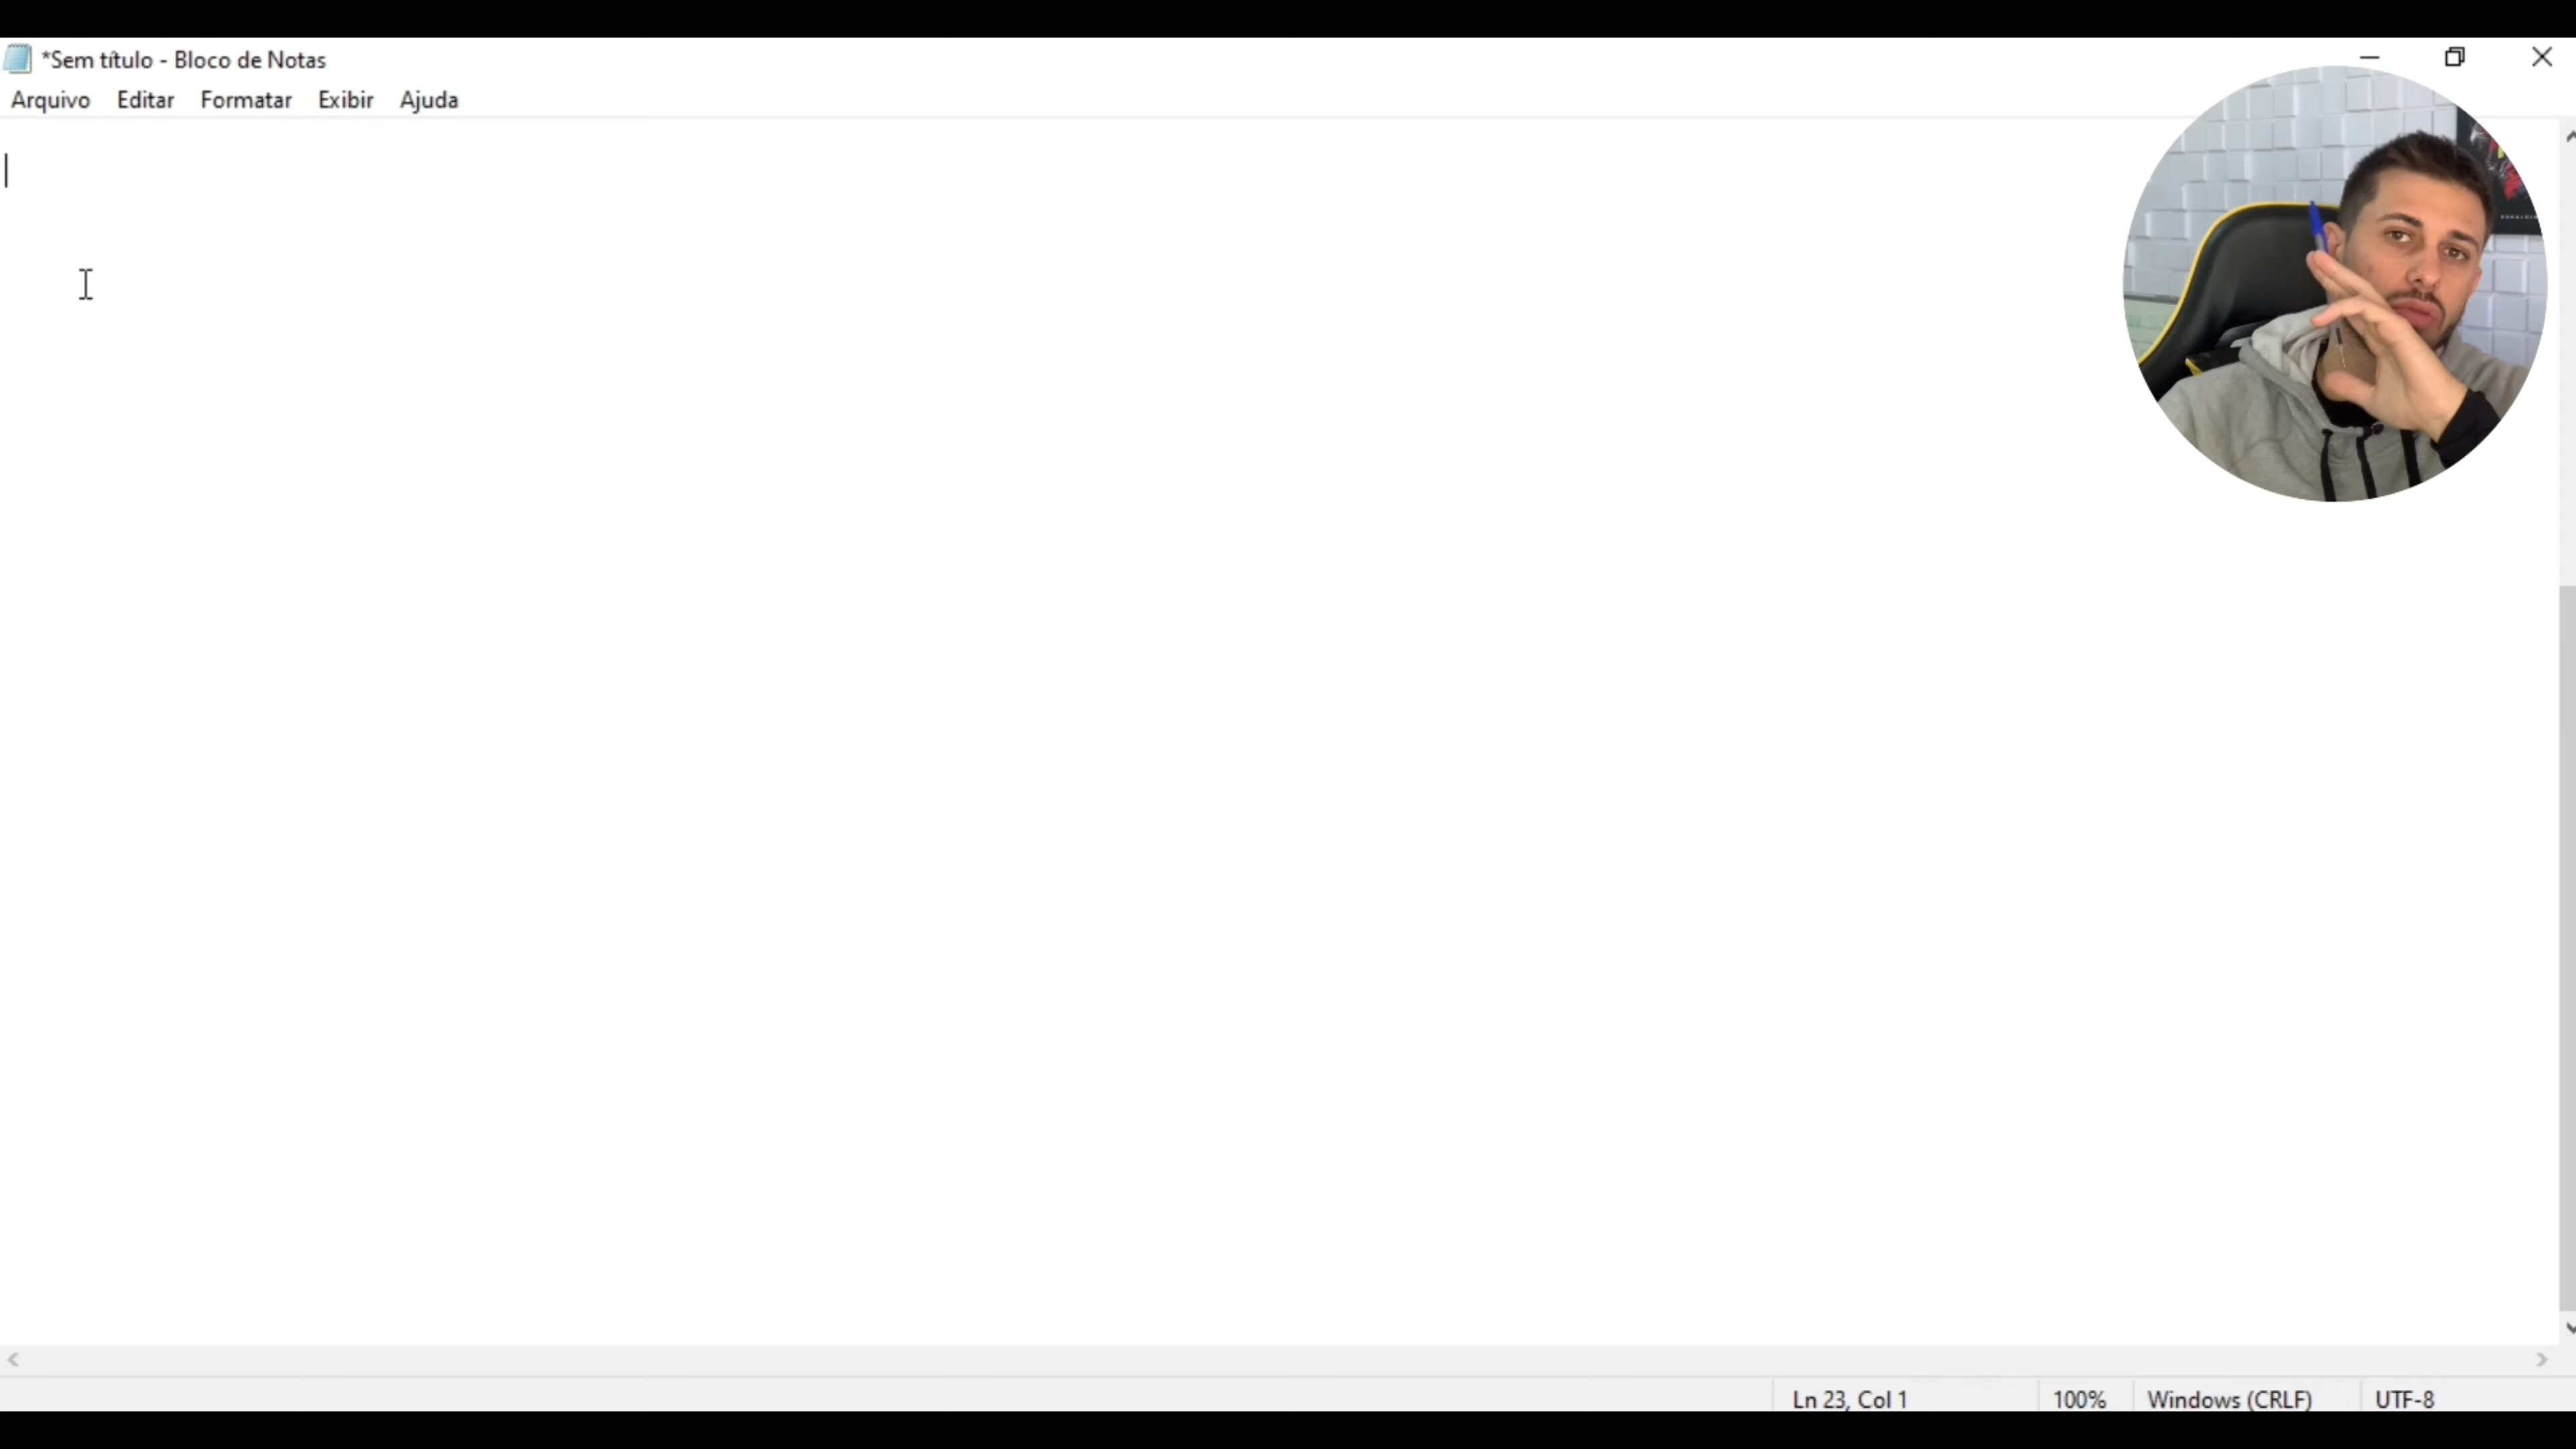 *Sem título - Bloco de Notas
Arquivo Editar Formatar Exibir Ajuda
Ln 23, Col 1 100% Windows (CRLF) UTF-8